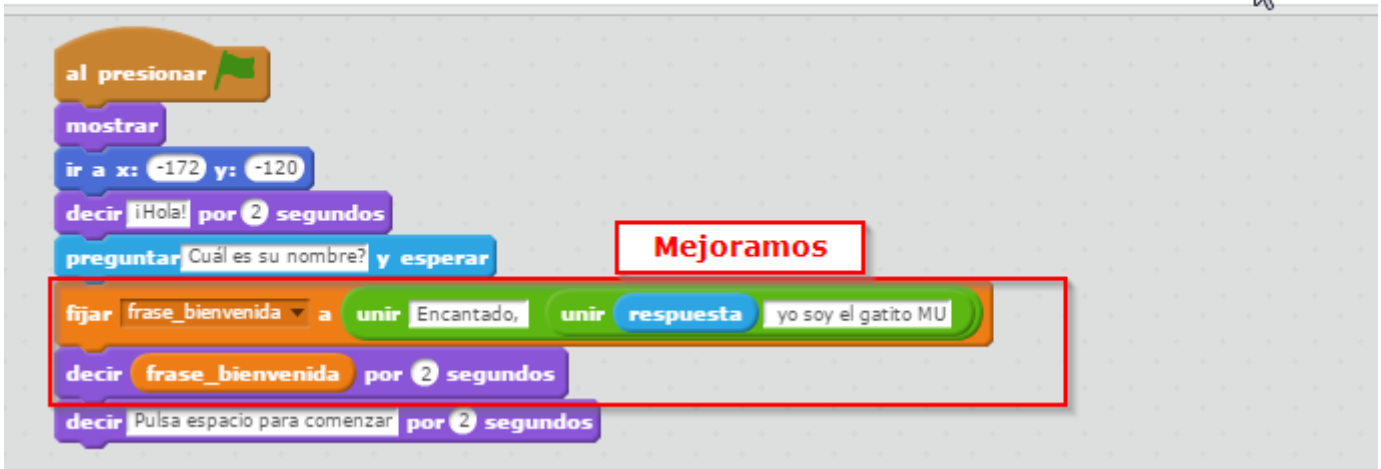 al presionar
mostrar
ir a x: -172 y: -120
decir ¡Hola! por 2 segundos
preguntar Cuál es su nombre? y esperar
Mejoramos
fijar frase_bienvenida a unir Encantado, unir respuesta yo soy el gatito MU
decir frase_bienvenida por 2 segundos
decir Pulsa espacio para comenzar por 2 segundos